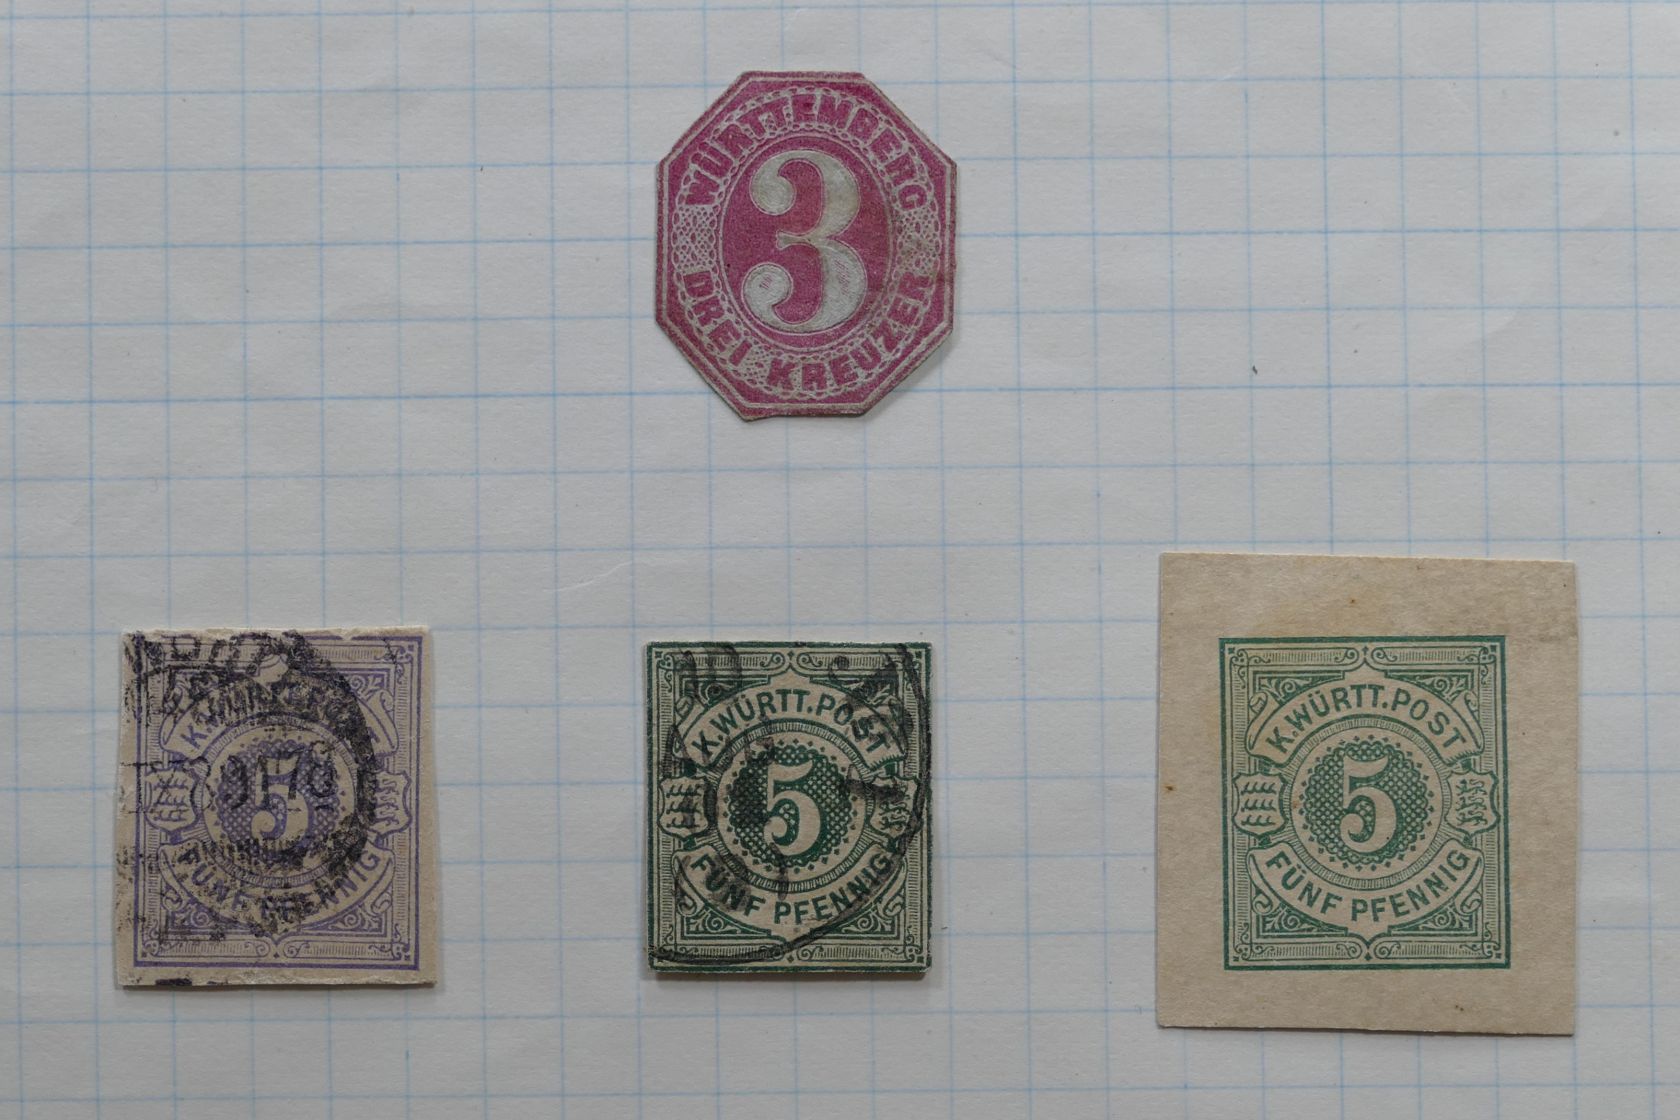 WÜRTTEMBERG
3
DREI KREUZER
5
FÜNF PFENNIG
K. WÜRTT. POST
5
FÜNF PFENNIG
K. WÜRTT. POST
5
FÜNF PFENNIG